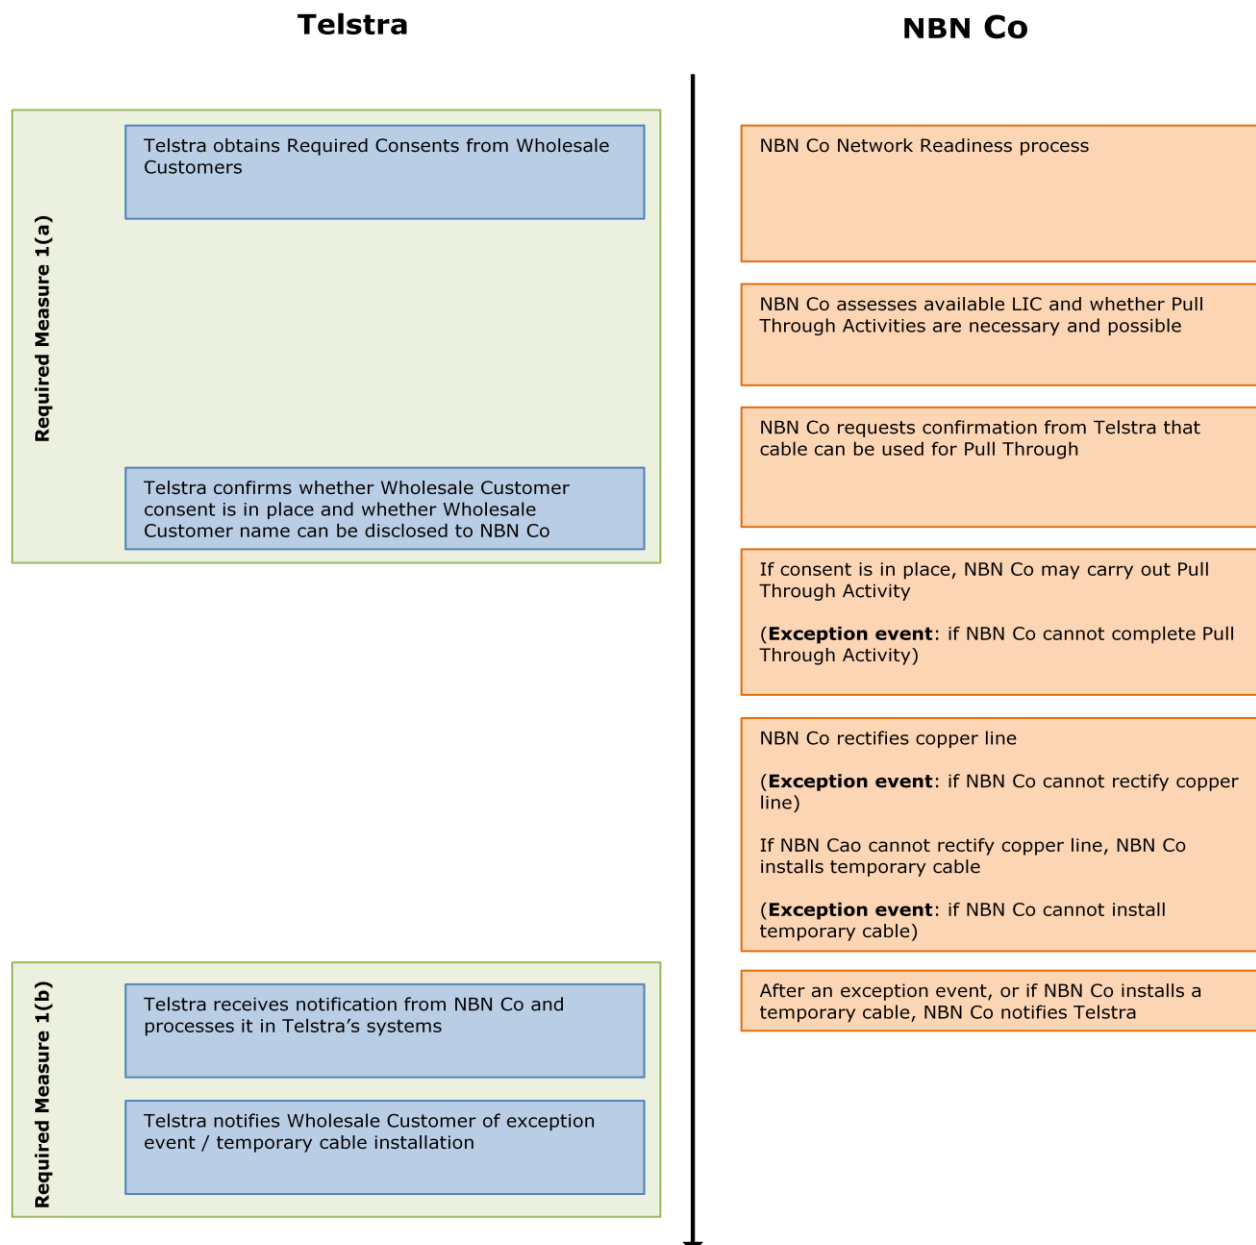 Telstra
NBN Co
Required Measure 1(a)
Telstra obtains Required Consents from Wholesale
Customers
Telstra confirms whether Wholesale Customer
consent is in place and whether Wholesale
Customer name can be disclosed to NBN Co
NBN Co Network Readiness process
NBN Co assesses available LIC and whether Pull
Through Activities are necessary and possible
NBN Co requests confirmation from Telstra that
cable can be used for Pull Through
If consent is in place, NBN Co may carry out Pull
Through Activity
(Exception event: if NBN Co cannot complete Pull
Through Activity)
NBN Co rectifies copper line
(Exception event: if NBN Co cannot rectify copper
line)
If NBN Cao cannot rectify copper line, NBN Co
installs temporary cable
(Exception event: if NBN Co cannot install
temporary cable)
Required Measure 1(b)
Telstra receives notification from NBN Co and
processes it in Telstra’s systems
Telstra notifies Wholesale Customer of exception
event / temporary cable installation
After an exception event, or if NBN Co installs a
temporary cable, NBN Co notifies Telstra